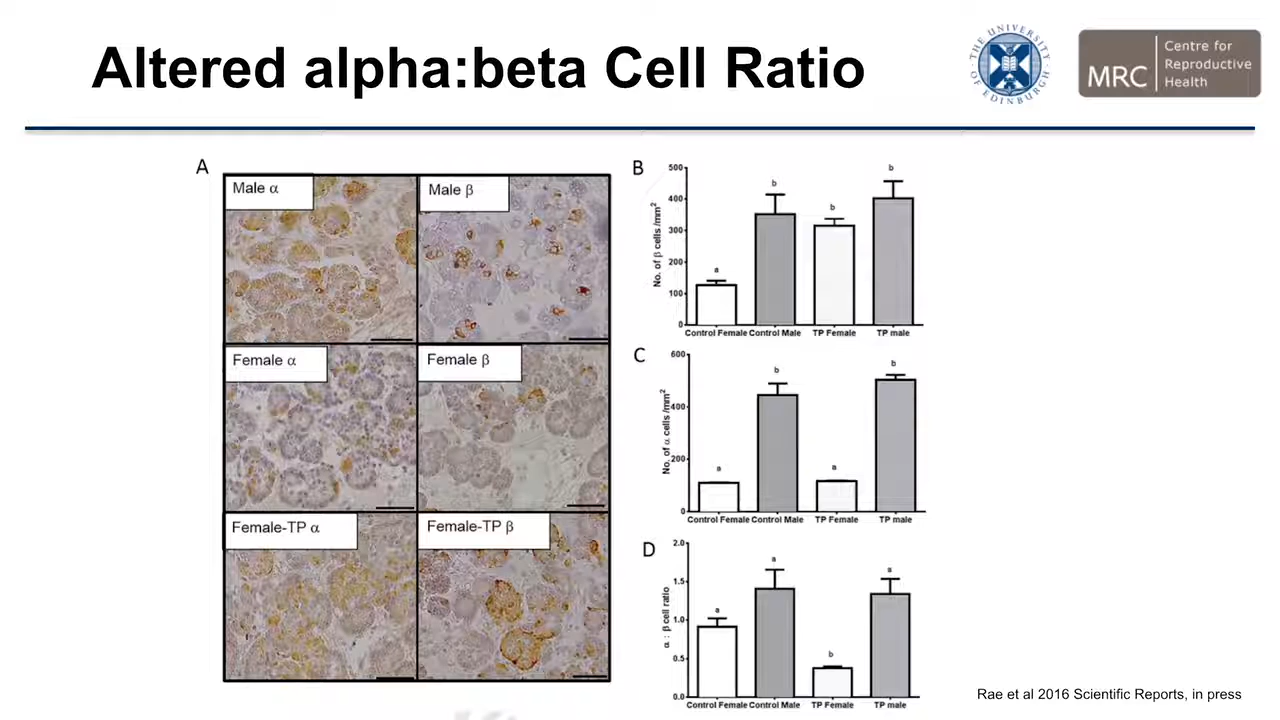 Altered alpha:beta Cell Ratio
THE UNIVERSITY OF EDINBURGH
MRC
Centre for
Reproductive
Health
A
Male α
Male β
Female α
Female β
Female-TP α
Female-TP β
B
No. of β cells /mm2
500
400
300
200
100
0
b
b
b
a
Control Female Control Male TP Female TP male
C
No. of α cells /mm2
600
400
200
0
b
b
a
a
Control Female Control Male TP Female TP male
D
α : β cell ratio
2.0
1.5
1.0
0.5
0.0
a
a
a
b
Control Female Control Male TP Female TP male
Rae et al 2016 Scientific Reports, in press